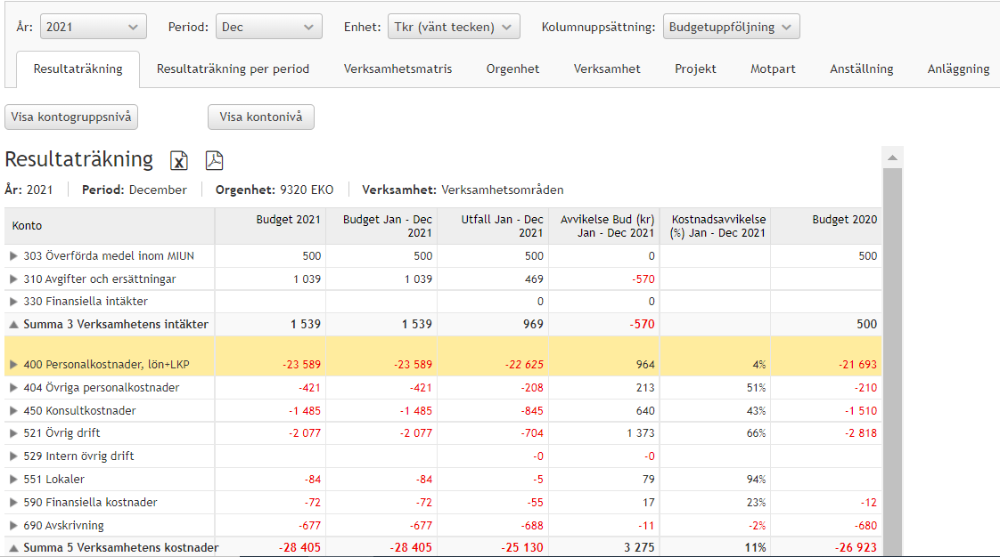 År: 2021 Period: Dec Enhet: Tkr (vänt tecken) Kolumnuppsättning: Budgetuppföljning
Resultaträkning Resultaträkning per period Verksamhetsmatris Orgenhet Verksamhet Projekt Motpart Anställning Anläggning
Visa kontogruppsnivå Visa kontonivå
Resultaträkning
År: 2021 Period: December Orgenhet: 9320 EKO Verksamhet: Verksamhetsområden
Konto Budget 2021 Budget Jan - Dec 2021 Utfall Jan - Dec 2021 Avvikelse Bud (kr) Jan - Dec 2021 Kostnadsavvikelse (%) Jan - Dec 2021 Budget 2020
303 Överförda medel inom MIUN 500 500 500 0 500
310 Avgifter och ersättningar 1 039 1 039 469 -570
330 Finansiella intäkter 0 0
Summa 3 Verksamhetens intäkter 1 539 1 539 969 -570 500
400 Personalkostnader, lön+LKP -23 589 -23 589 -22 625 964 4% -21 693
404 Övriga personalkostnader -421 -421 -208 213 51% -210
450 Konsultkostnader -1 485 -1 485 -845 640 43% -1 510
521 Övrig drift -2 077 -2 077 -704 1 373 66% -2 818
529 Intern övrig drift -0 -0
551 Lokaler -84 -84 -5 79 94%
590 Finansiella kostnader -72 -72 -55 17 23% -12
690 Avskrivning -677 -677 -688 -11 -2% -680
Summa 5 Verksamhetens kostnader -28 405 -28 405 -25 130 3 275 11% -26 923